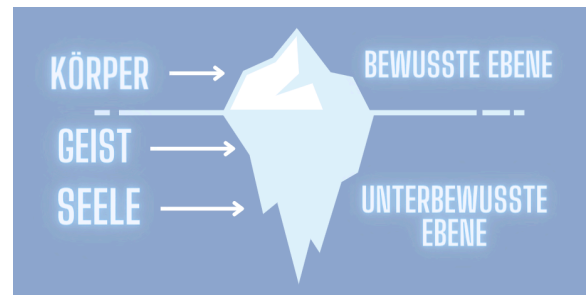 KÖRPER
BEWUSSTE EBENE
GEIST
SEELE
UNTERBEWUSSTE
EBENE